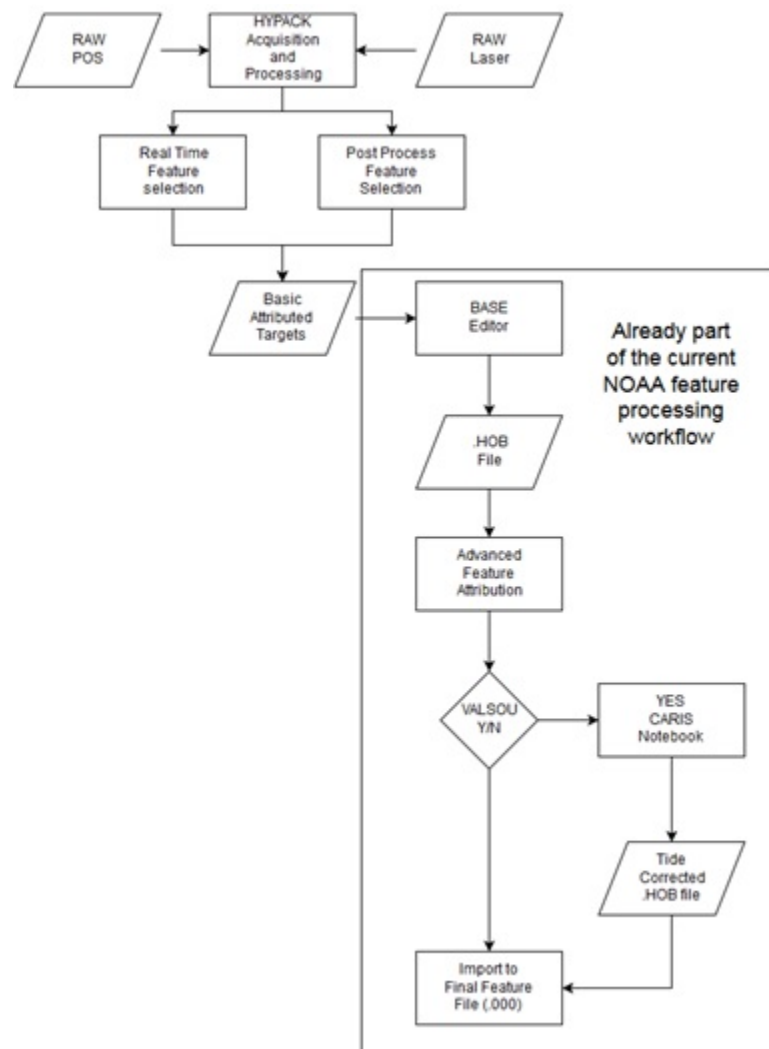 RAW
POS
HYPACK
Acquisition
and
Processing
RAW
Laser
Real Time
Feature
selection
Post Process
Feature
Selection
Basic
Attributed
Targets
BASE
Editor
Already part
of the current
NOAA feature
processing
workflow
.HOB
File
Advanced
Feature
Attribution
VALSOU
Y/N
YES
CARIS
Notebook
Tide
Corrected
.HOB file
Import to
Final Feature
File (.000)